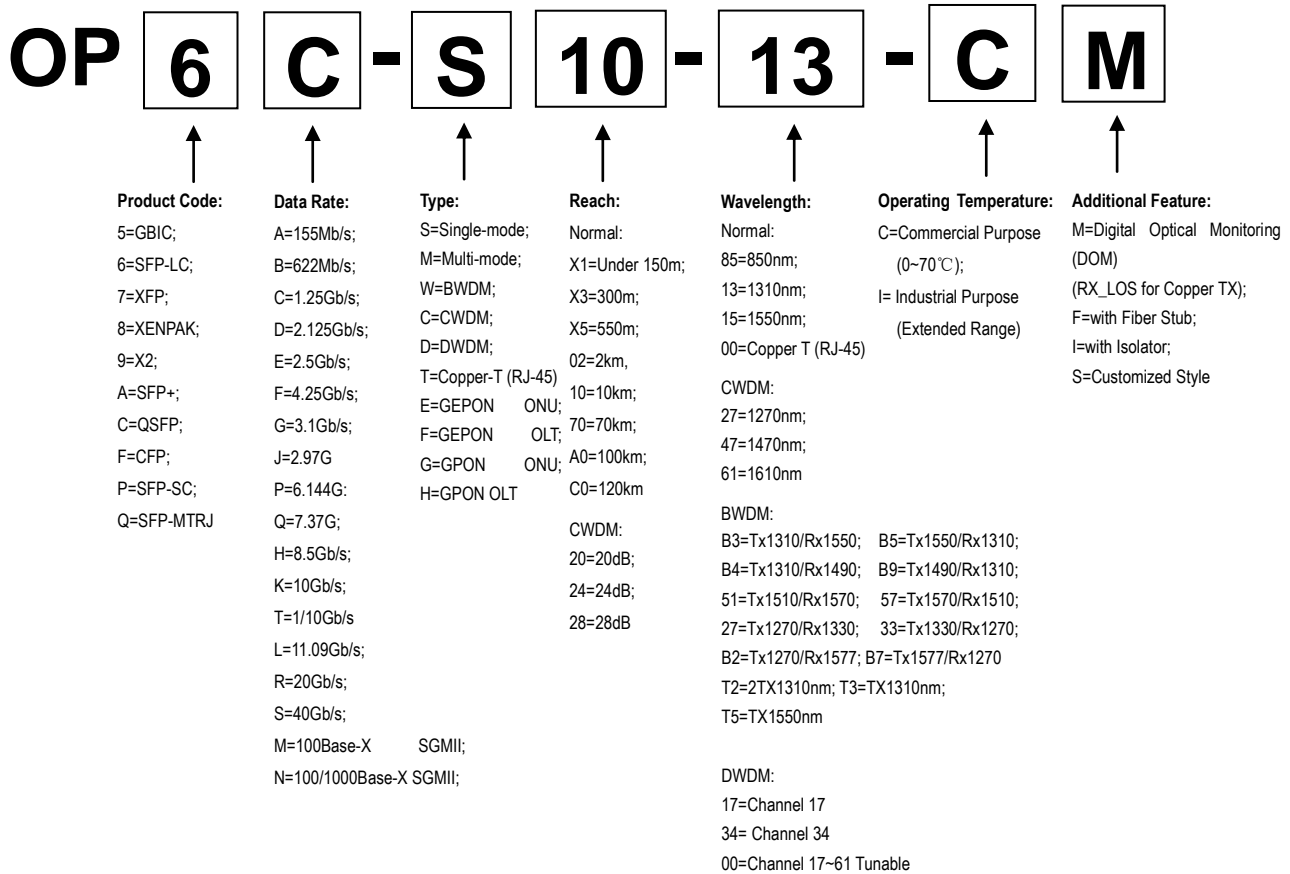 OP 6 C - S 10 - 13 - C M
Product Code:
5=GBIC;
6=SFP-LC;
7=XFP;
8=XENPAK;
9=X2;
A=SFP+;
C=QSFP;
F=CFP;
P=SFP-SC;
Q=SFP-MTRJ
Data Rate:
A=155Mb/s;
B=622Mb/s;
C=1.25Gb/s;
D=2.125Gb/s;
E=2.5Gb/s;
F=4.25Gb/s;
G=3.1Gb/s;
J=2.97G
P=6.144G:
Q=7.37G;
H=8.5Gb/s;
K=10Gb/s;
T=1/10Gb/s
L=11.09Gb/s;
R=20Gb/s;
S=40Gb/s;
M=100Base-X SGMII;
N=100/1000Base-X SGMII;
Type:
S=Single-mode;
M=Multi-mode;
W=BWDM;
C=CWDM;
D=DWDM;
T=Copper-T (RJ-45)
E=GEPON ONU;
F=GEPON OLT;
G=GPON ONU;
H=GPON OLT
Reach:
Normal:
X1=Under 150m;
X3=300m;
X5=550m;
02=2km,
10=10km;
70=70km;
A0=100km;
C0=120km
CWDM:
20=20dB;
24=24dB;
28=28dB
Wavelength:
Normal:
85=850nm;
13=1310nm;
15=1550nm;
00=Copper T (RJ-45)
CWDM:
27=1270nm;
47=1470nm;
61=1610nm
BWDM:
B3=Tx1310/Rx1550; B5=Tx1550/Rx1310;
B4=Tx1310/Rx1490; B9=Tx1490/Rx1310;
51=Tx1510/Rx1570; 57=Tx1570/Rx1510;
27=Tx1270/Rx1330; 33=Tx1330/Rx1270;
B2=Tx1270/Rx1577; B7=Tx1577/Rx1270
T2=2TX1310nm; T3=TX1310nm;
T5=TX1550nm
DWDM:
17=Channel 17
34= Channel 34
00=Channel 17~61 Tunable
Operating Temperature:
C=Commercial Purpose
(0~70℃);
I= Industrial Purpose
(Extended Range)
Additional Feature:
M=Digital Optical Monitoring
(DOM)
(RX_LOS for Copper TX);
F=with Fiber Stub;
I=with Isolator;
S=Customized Style